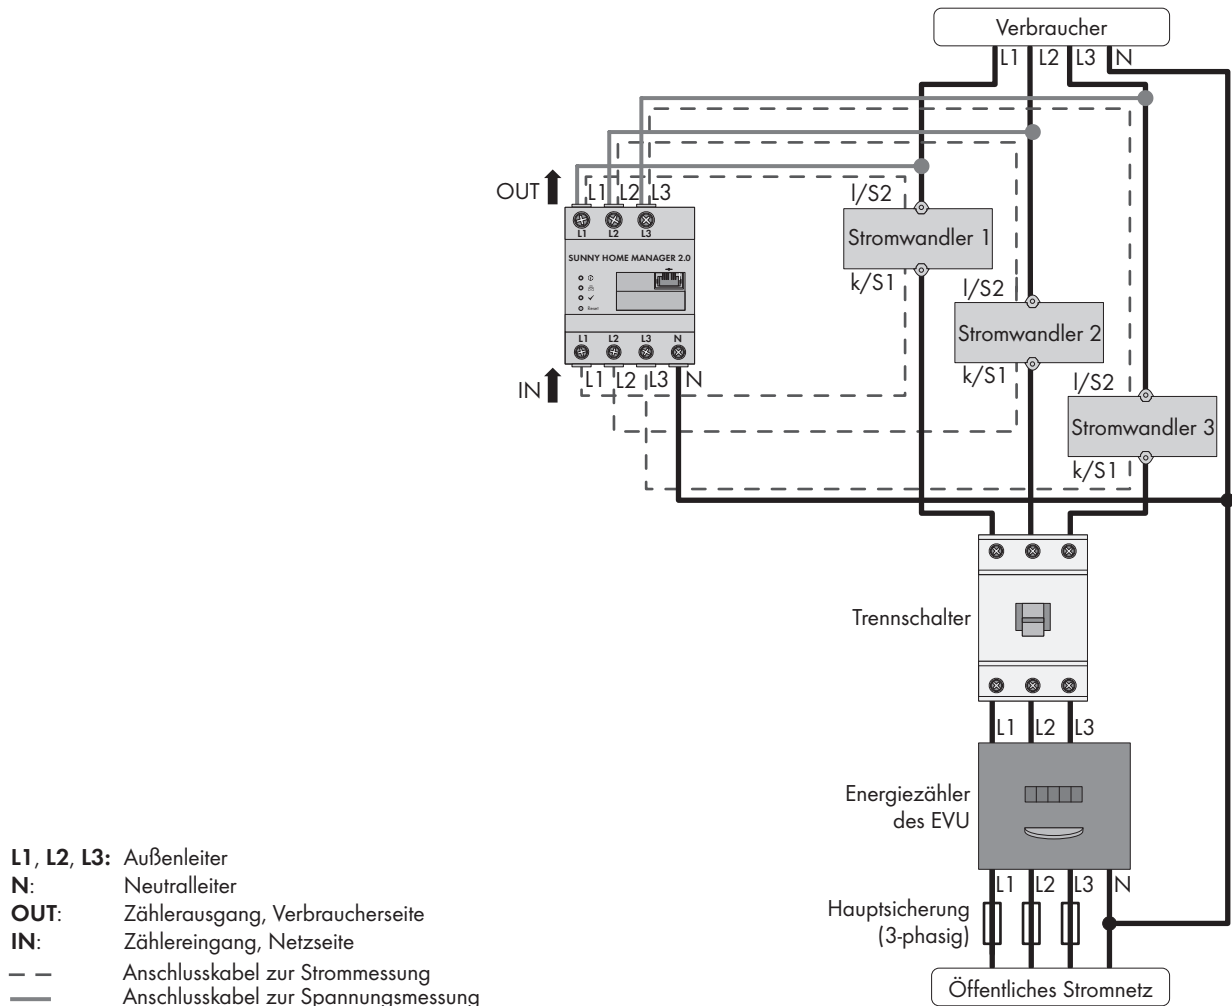 Verbraucher
L1 L2 L3 N
OUT L1 L2 L3
L1 L2 L3
SUNNY HOME MANAGER 2.0
Reset
L1 L2 L3 N
IN L1 L2 L3 N
l/S2
Stromwandler 1
k/S1
l/S2
Stromwandler 2
k/S1
l/S2
Stromwandler 3
k/S1
Trennschalter
L1 L2 L3
Energiezähler
des EVU
L1 L2 L3 N
Hauptsicherung
(3-phasig)
Öffentliches Stromnetz
L1, L2, L3: Außenleiter
N: Neutralleiter
OUT: Zählerausgang, Verbraucherseite
IN: Zählereingang, Netzseite
Anschlusskabel zur Strommessung
Anschlusskabel zur Spannungsmessung